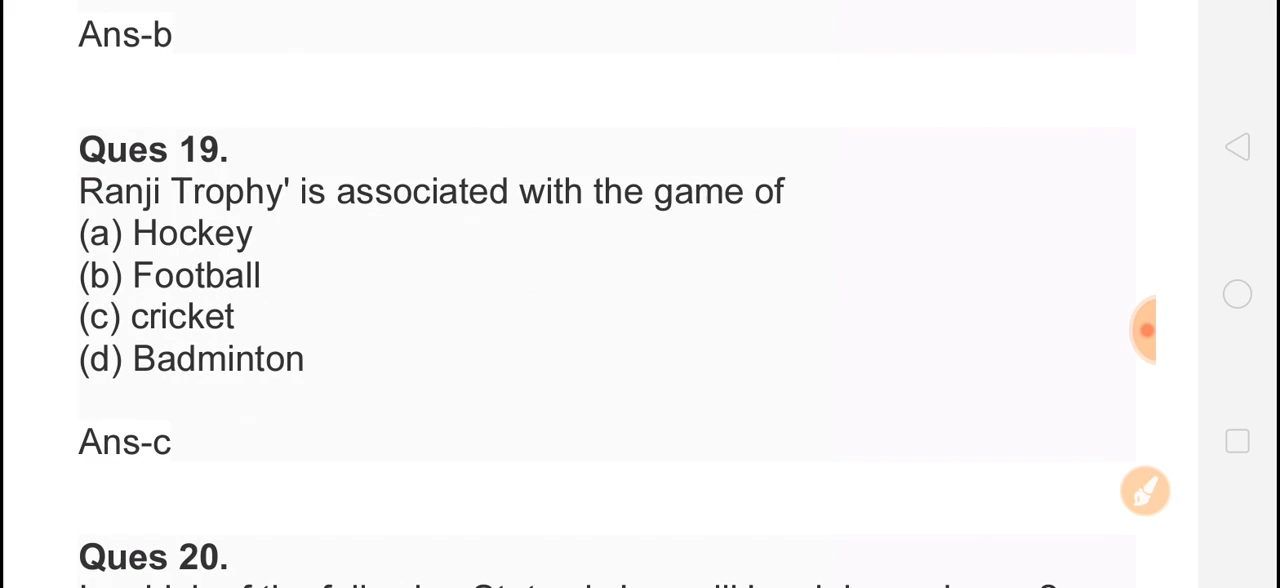 Ans-b
Ques 19.
Ranji Trophy' is associated with the game of
(a) Hockey
(b) Football
(c) cricket
(d) Badminton
Ans-c
Ques 20.